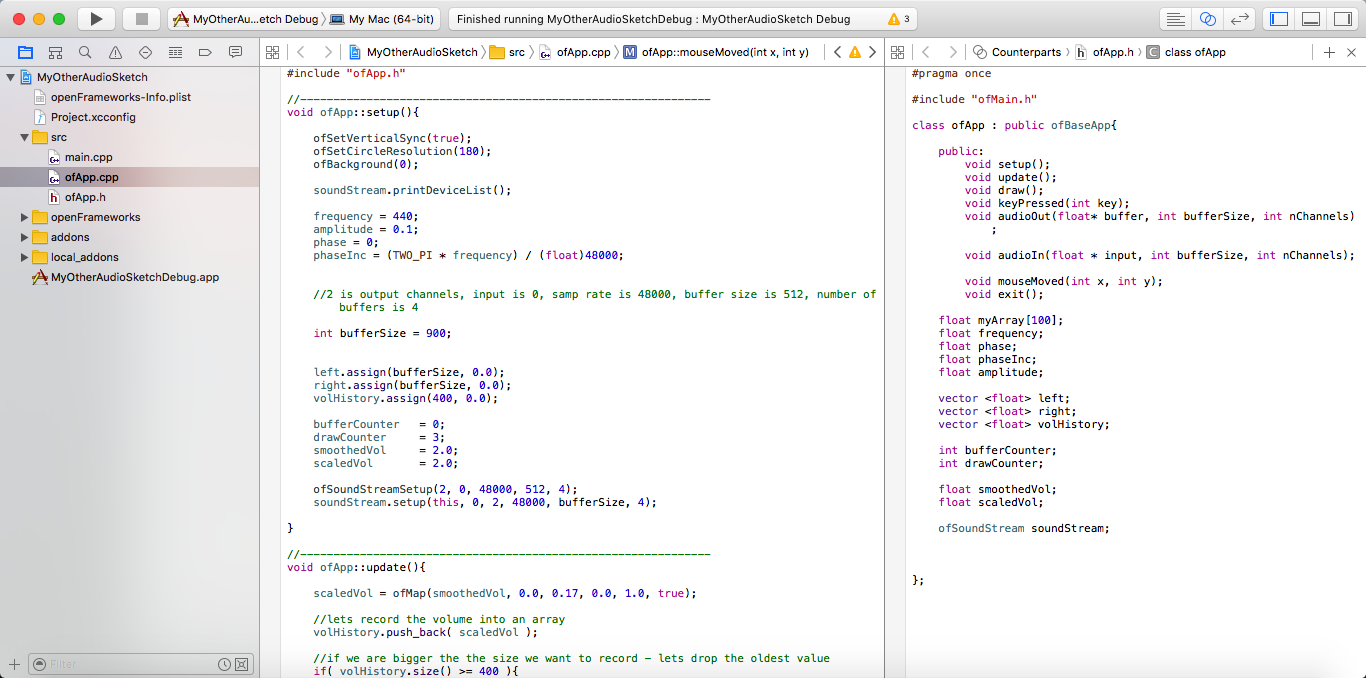 MyOtherAu...etch Debug 〉 My Mac (64-bit)
Finished running MyOtherAudioSketchDebug : MyOtherAudioSketch Debug
3
MyOtherAudioSketch 〉 src 〉 ofApp.cpp 〉 M ofApp::mouseMoved(int x, int y)
Counterparts 〉 h ofApp.h 〉 C class ofApp
MyOtherAudioSketch
openFrameworks-Info.plist
Project.xcconfig
src
main.cpp
ofApp.cpp
h ofApp.h
openFrameworks
addons
local_addons
MyOtherAudioSketchDebug.app
Filter
#include "ofApp.h"
//--------------------------------------------------------------
void ofApp::setup(){
ofSetVerticalSync(true);
ofSetCircleResolution(180);
ofBackground(0);
soundStream.printDeviceList();
frequency = 440;
amplitude = 0.1;
phase = 0;
phaseInc = (TWO_PI * frequency) / (float)48000;
//2 is output channels, input is 0, samp rate is 48000, buffer size is 512, number of
buffers is 4
int bufferSize = 900;
left.assign(bufferSize, 0.0);
right.assign(bufferSize, 0.0);
volHistory.assign(400, 0.0);
bufferCounter = 0;
drawCounter = 3;
smoothedVol = 2.0;
scaledVol = 2.0;
ofSoundStreamSetup(2, 0, 48000, 512, 4);
soundStream.setup(this, 0, 2, 48000, bufferSize, 4);
}
//--------------------------------------------------------------
void ofApp::update(){
scaledVol = ofMap(smoothedVol, 0.0, 0.17, 0.0, 1.0, true);
//lets record the volume into an array
volHistory.push_back( scaledVol );
//if we are bigger the the size we want to record - lets drop the oldest value
if( volHistory.size() >= 400 ){
#pragma once
#include "ofMain.h"
class ofApp : public ofBaseApp{
public:
void setup();
void update();
void draw();
void keyPressed(int key);
void audioOut(float* buffer, int bufferSize, int nChannels)
;
void audioIn(float * input, int bufferSize, int nChannels);
void mouseMoved(int x, int y);
void exit();
float myArray[100];
float frequency;
float phase;
float phaseInc;
float amplitude;
vector <float> left;
vector <float> right;
vector <float> volHistory;
int bufferCounter;
int drawCounter;
float smoothedVol;
float scaledVol;
ofSoundStream soundStream;
};